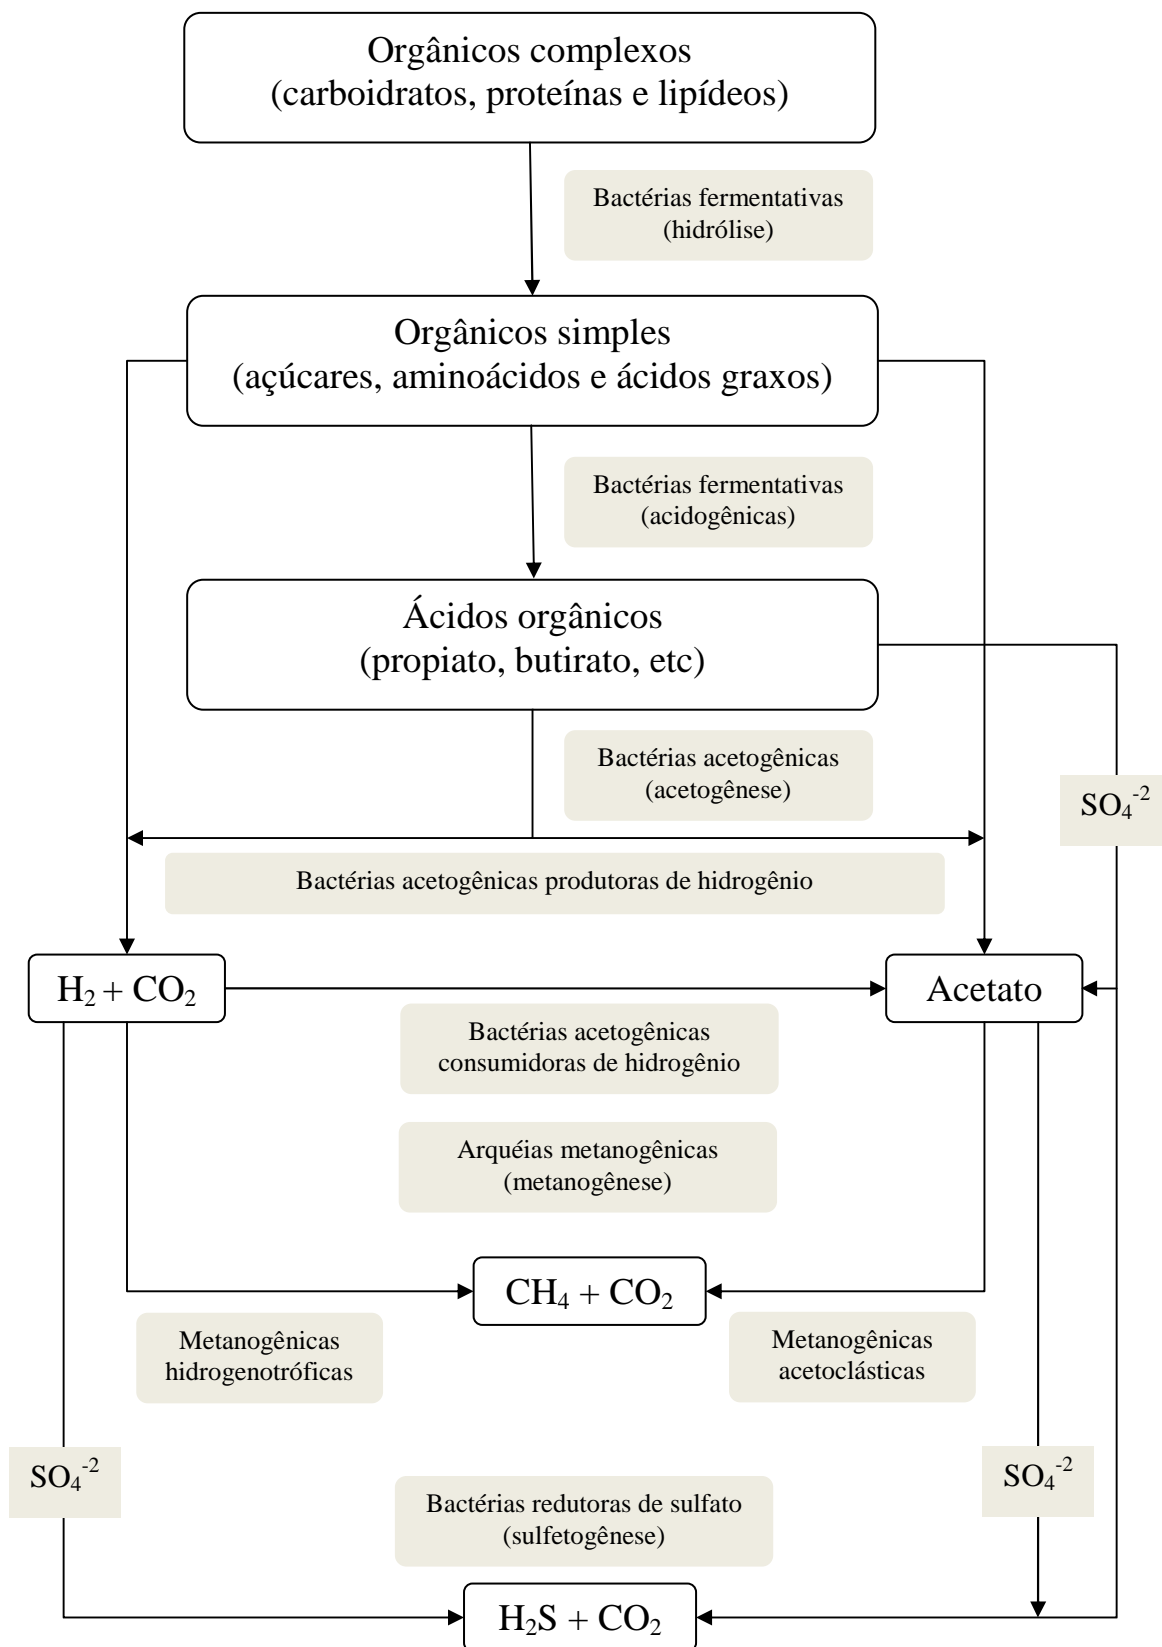 Orgânicos complexos
(carboidratos, proteínas e lipídeos)
Bactérias fermentativas
(hidrólise)
Orgânicos simples
(açúcares, aminoácidos e ácidos graxos)
Bactérias fermentativas
(acidogênicas)
Ácidos orgânicos
(propiato, butirato, etc)
Bactérias acetogênicas
(acetogênese)
SO₄⁻²
Bactérias acetogênicas produtoras de hidrogênio
H₂ + CO₂
Acetato
Bactérias acetogênicas
consumidoras de hidrogênio
Arquéias metanogênicas
(metanogênese)
CH₄ + CO₂
Metanogênicas
hidrogenotróficas
Metanogênicas
acetoclásticas
SO₄⁻²
SO₄⁻²
Bactérias redutoras de sulfato
(sulfetogênese)
H₂S + CO₂